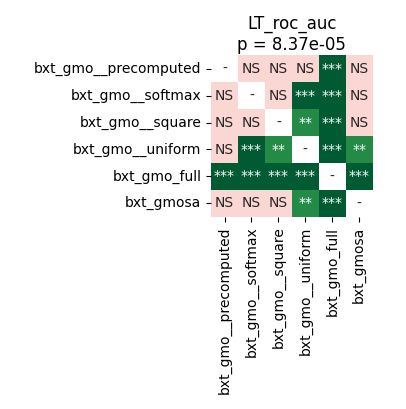 LT_roc_auc
p = 8.37e-05
bxt_gmo__precomputed - NS NS NS *** NS
bxt_gmo__softmax NS - NS *** *** NS
bxt_gmo__square NS NS - ** *** NS
bxt_gmo__uniform NS *** ** - *** **
bxt_gmo_full *** *** *** *** - ***
bxt_gmosa NS NS NS ** *** -
bxt_gmo__precomputed
bxt_gmo__softmax
bxt_gmo__square
bxt_gmo__uniform
bxt_gmo_full
bxt_gmosa